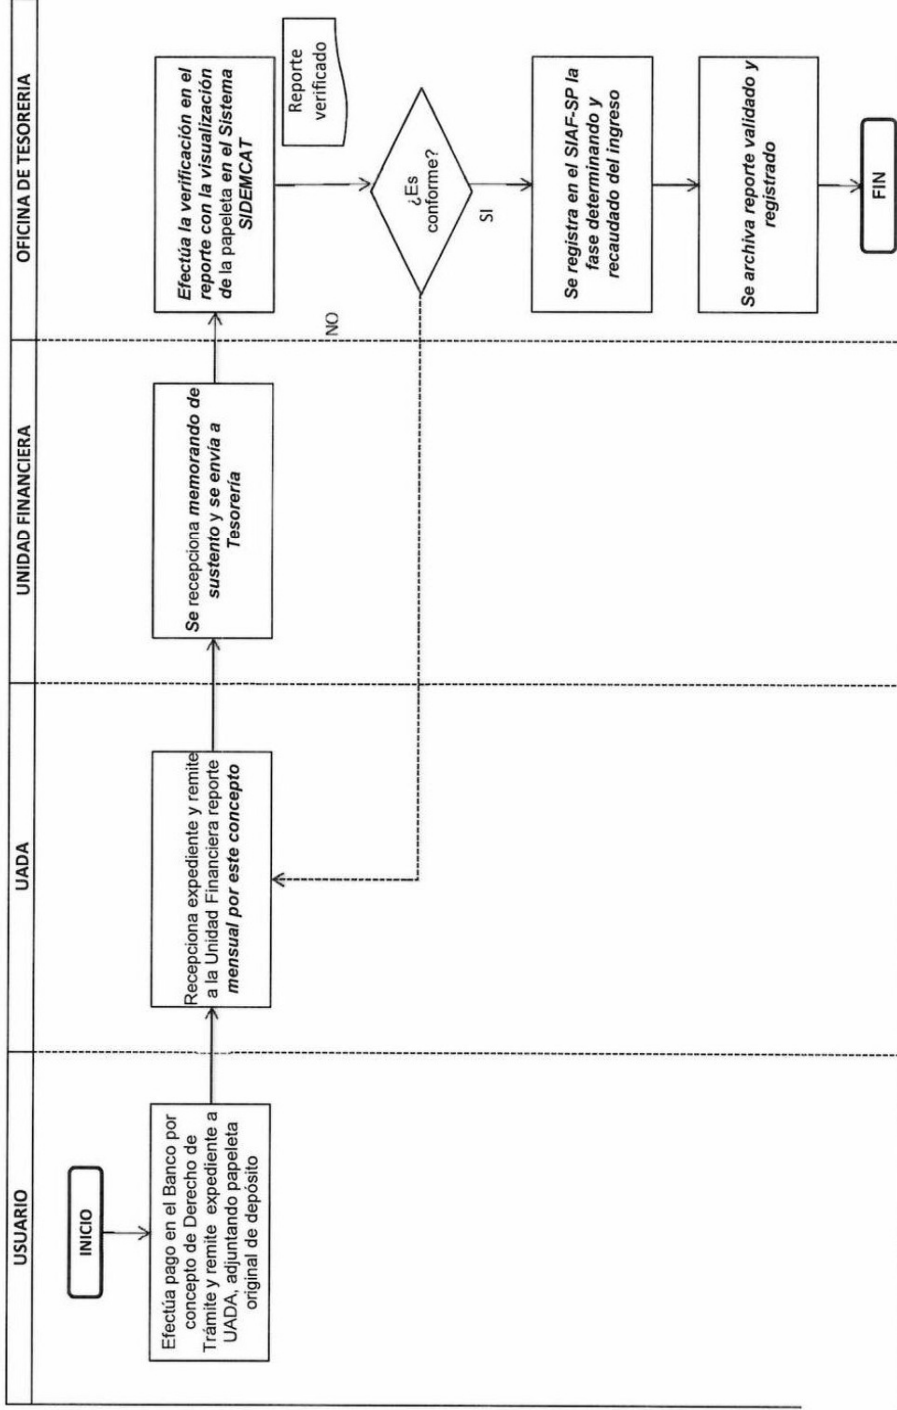 USUARIO
UADA
UNIDAD FINANCIERA
OFICINA DE TESORERIA
INICIO
Efectúa pago en el Banco por
concepto de Derecho de
Trámite y remite expediente a
UADA, adjuntando papeleta
original de depósito
Recepciona expediente y remite
a la Unidad Financiera reporte
mensual por este concepto
Se recepciona memorando de
sustento y se envía a
Tesorería
Efectúa la verificación en el
reporte con la visualización
de la papeleta en el Sistema
SIDEMCAT
Reporte
verificado
¿Es
conforme?
NO
SI
Se registra en el SIAF-SP la
fase determinando y
recaudado del ingreso
Se archiva reporte validado y
registrado
FIN